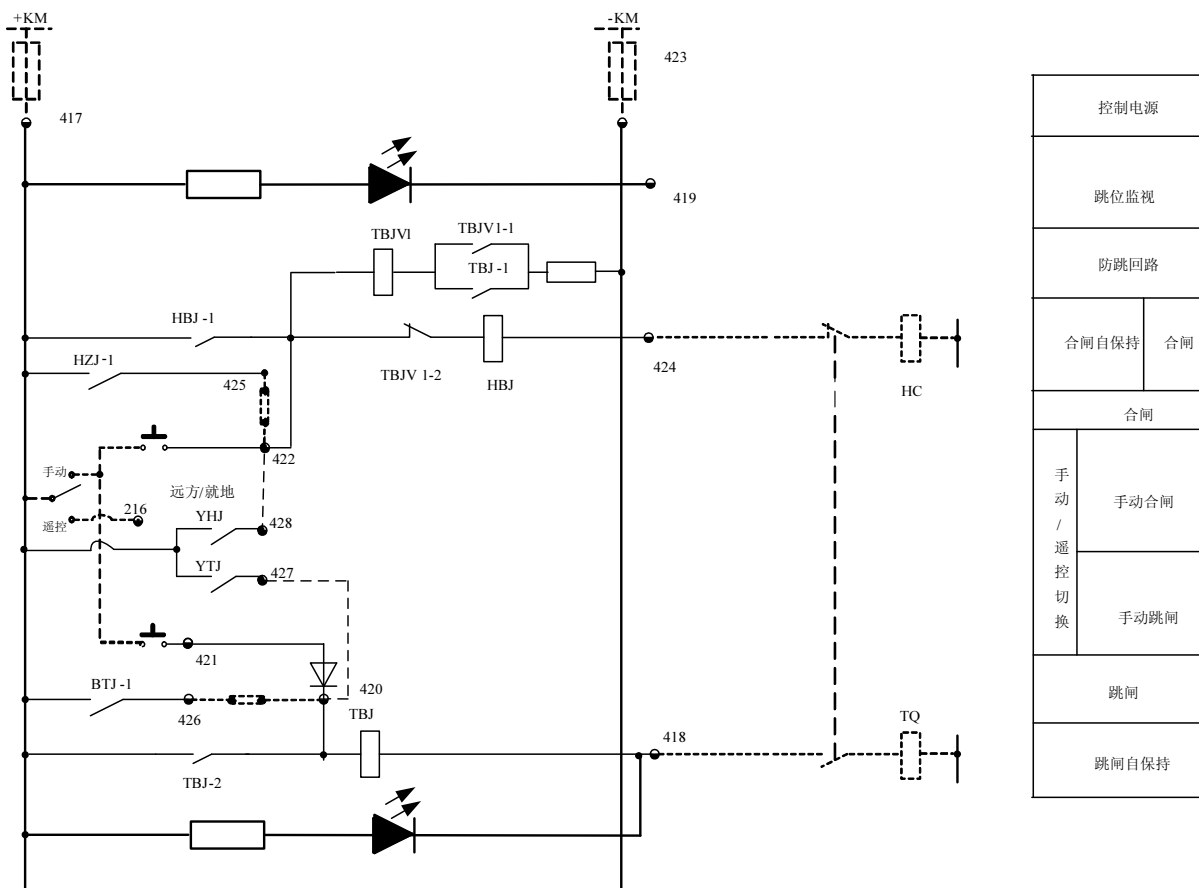 +KM
-KM
423
417
419
TBJV1
TBJV1-1
TBJ-1
HBJ-1
HZJ-1
425
TBJV 1-2
HBJ
424
HC
422
手动
远方/就地
遥控
216
YHJ
428
YTJ
427
421
BTJ-1
426
420
TBJ
418
TQ
TBJ-2
控制电源
跳位监视
防跳回路
合闸自保持
合闸
合闸
手动/遥控切换
手动合闸
手动跳闸
跳闸
跳闸自保持